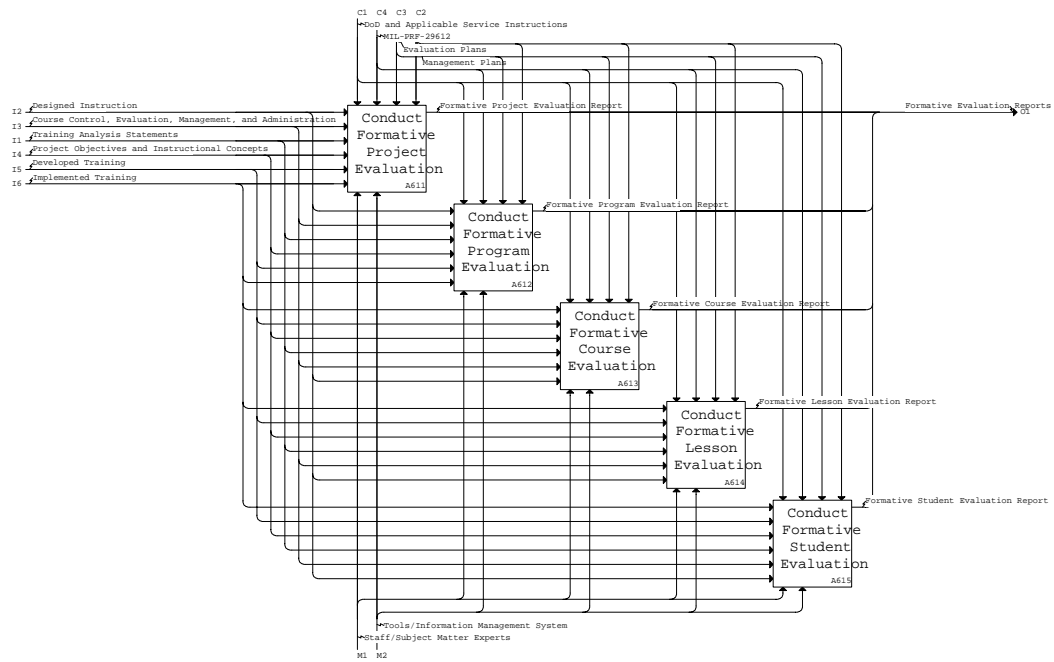 C1 C4 C3 C2
DoD and Applicable Service Instructions
MIL-PRF-29612
Evaluation Plans
Management Plans
I2 Designed Instruction
I3 Course Control, Evaluation, Management, and Administration
I1 Training Analysis Statements
I4 Project Objectives and Instructional Concepts
I5 Developed Training
I6 Implemented Training
Conduct
Formative
Project
Evaluation
A611
Formative Project Evaluation Report
Formative Evaluation Reports
O1
Conduct
Formative
Program
Evaluation
A612
Formative Program Evaluation Report
Conduct
Formative
Course
Evaluation
A613
Formative Course Evaluation Report
Conduct
Formative
Lesson
Evaluation
A614
Formative Lesson Evaluation Report
Conduct
Formative
Student
Evaluation
A615
Formative Student Evaluation Report
Tools/Information Management System
Staff/Subject Matter Experts
M1 M2